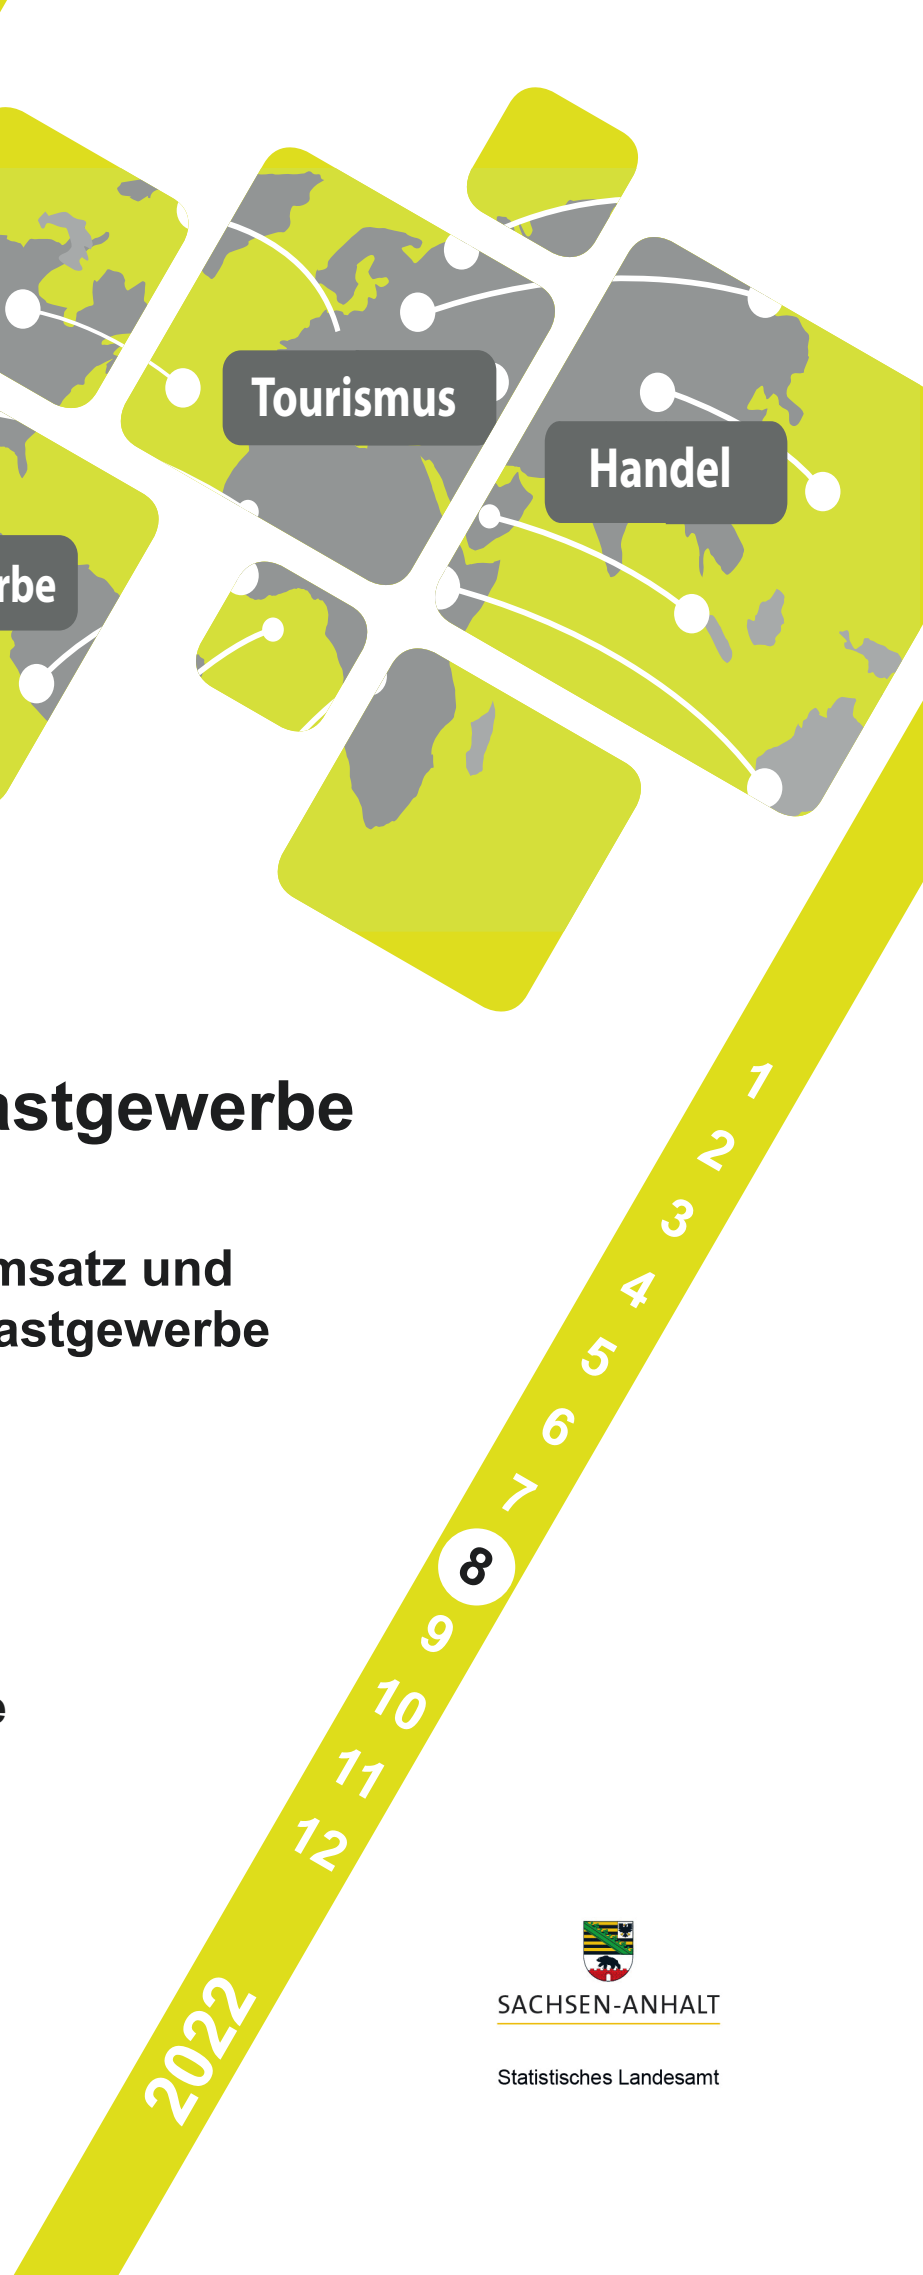 Tourismus
Handel
rbe
astgewerbe
msatz und
astgewerbe
e
1
2
3
4
5
6
7
8
9
10
11
12
2022
SACHSEN-ANHALT
Statistisches Landesamt